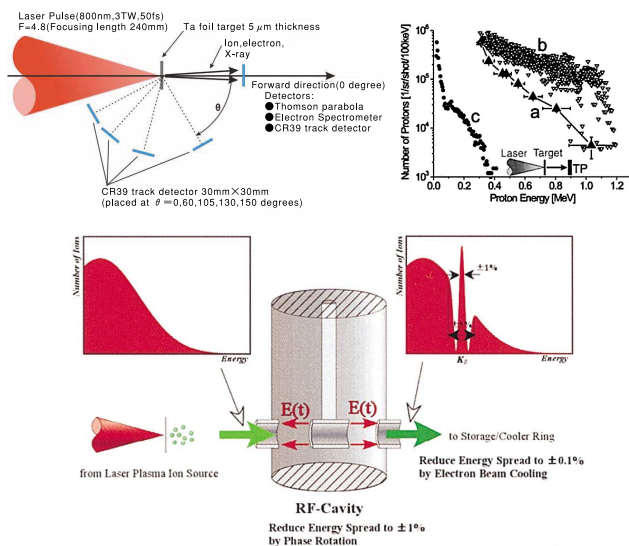 Laser Pulse(800nm,3TW,50fs)
F=4.8(Focusing length 240mm)
Ta foil target 5 μm thickness
Ion,electron,
X-ray
Forward direction(0 degree)
Detectors:
●Thomson parabola
●Electron Spectrometer
●CR39 track detector
θ
CR39 track detector 30mm×30mm
(placed at θ=0,60,105,130,150 degrees)
Number of Protons [1/sr/shot/100keV]
10⁶
10⁵
10⁴
10³
b
a
c
Laser Target
TP
0.0 0.2 0.4 0.6 0.8 1.0 1.2
Proton Energy [MeV]
Number of Ions
Energy
Number of Ions
±1%
Energy
E(t) E(t)
from Laser Plasma Ion Source
to Storage/Cooler Ring
Reduce Energy Spread to ±0.1%
by Electron Beam Cooling
RF-Cavity
Reduce Energy Spread to ±1%
by Phase Rotation